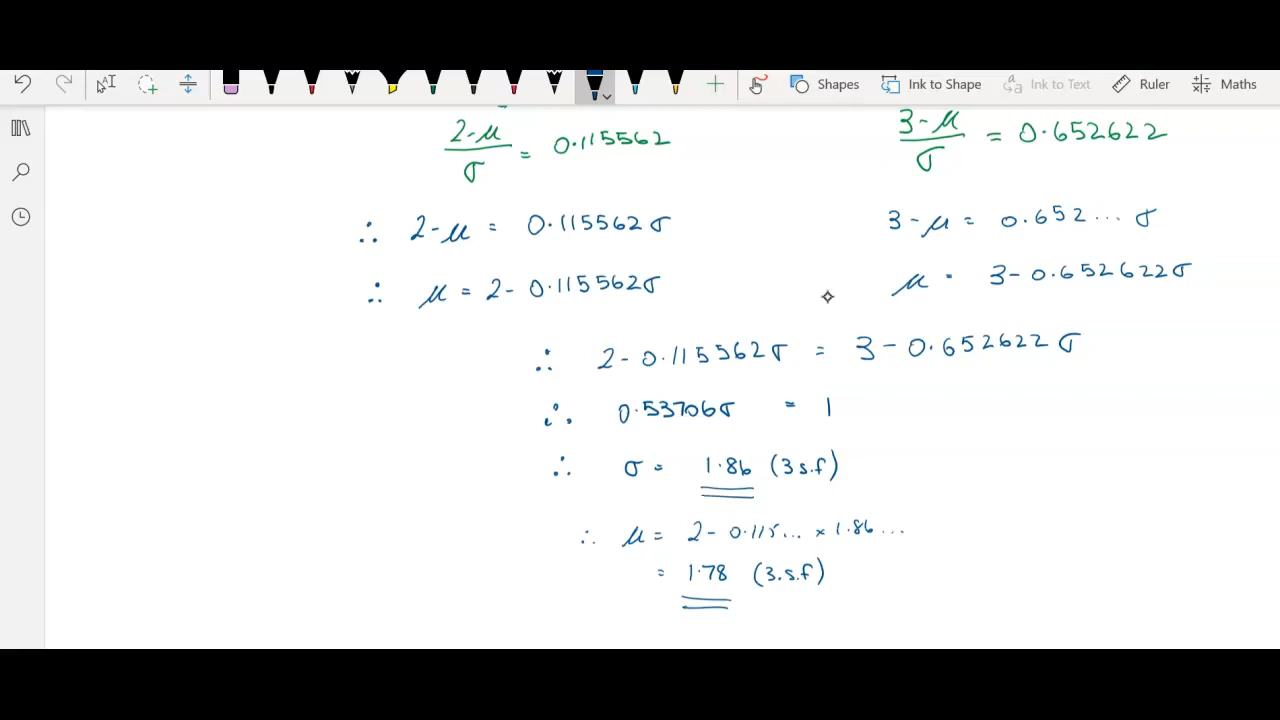 Shapes Ink to Shape Ink to Text Ruler Maths
(2-μ)/σ = 0.115562
(3-μ)/σ = 0.652622
∴ 2-μ = 0.115562σ
3-μ = 0.652... σ
∴ μ = 2 - 0.115562σ
μ = 3-0.652622σ
∴ 2-0.115562σ = 3-0.652622σ
∴ 0.53706σ = 1
∴ σ = 1.86 (3 s.f)
∴ μ = 2-0.115... × 1.86...
= 1.78 (3.s.f)